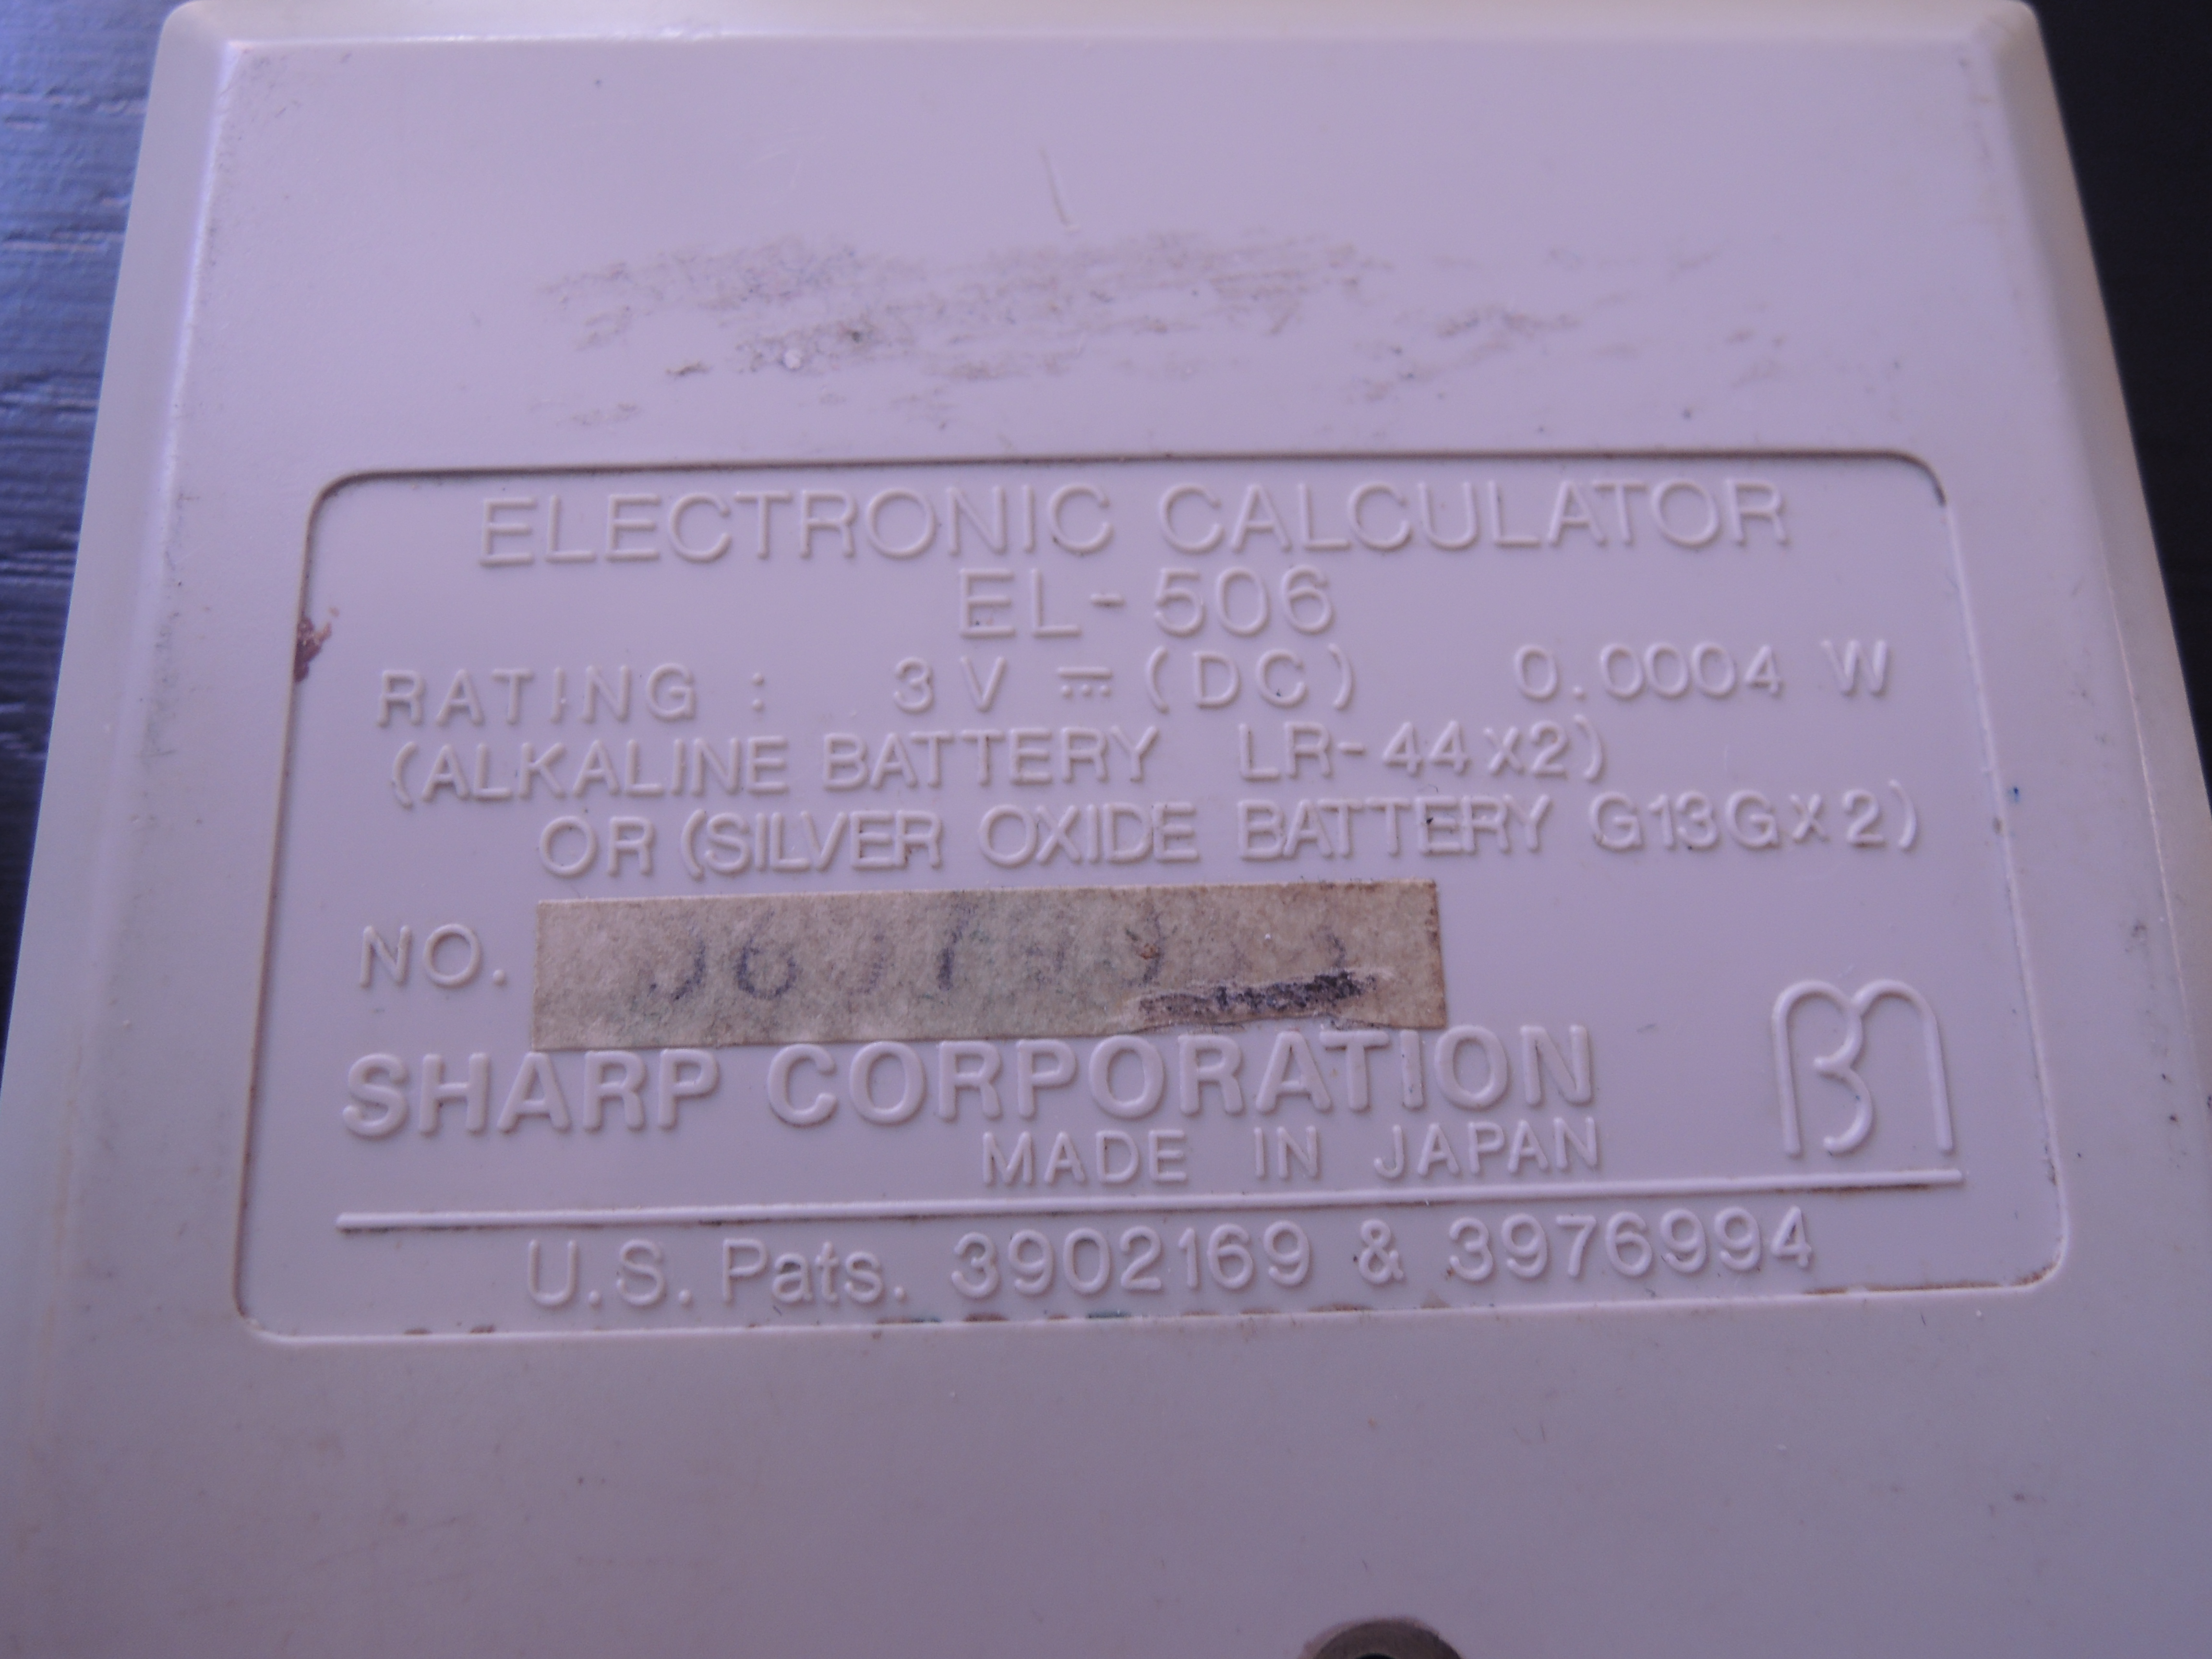 ELECTRONIC CALCULATOR
EL-506
RATING : 3V ⎓ (DC) 0.0004 W
(ALKALINE BATTERY LR-44X2)
OR (SILVER OXIDE BATTERY G13GX2)
NO.
SHARP CORPORATION
MADE IN JAPAN
U.S. Pats. 3902169 & 3976994